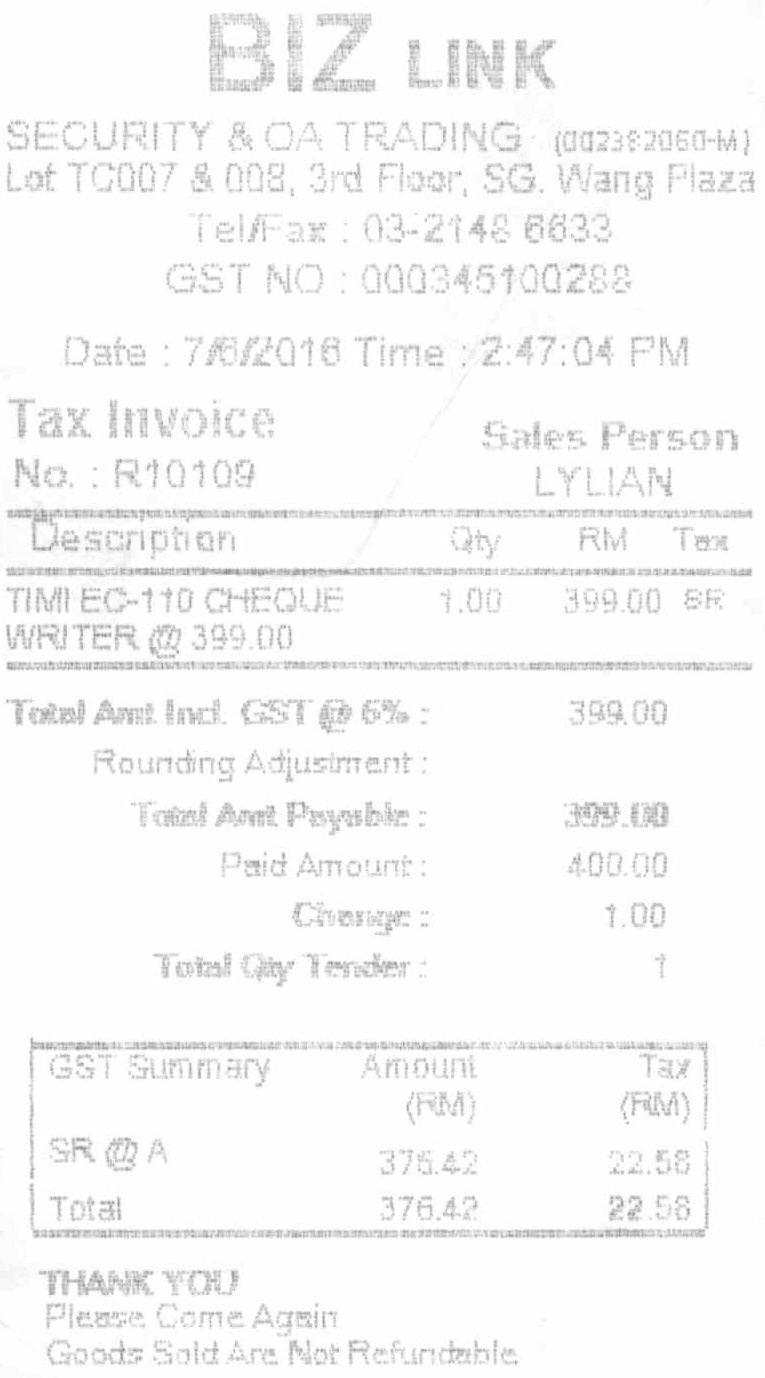 BIZ LINK
SECURITY & OA TRADING (002382060-M)
Lot TC007 & 008, 3rd Floor, SG. Wang Plaza
Tel/Fax : 03-2148 6633
GST NO : 000345100288
Date : 7/6/2016 Time : 2:47:04 PM
Tax Invoice
Sales Person
No. : R10109
LYLIAN
Description Qty RM Tax
TIMI EC-110 CHEQUE 1.00 399.00 SR
WRITER @ 399.00
Total Amt Incl. GST @ 6% : 399.00
Rounding Adjustment :
Total Amt Payable : 399.00
Paid Amount : 400.00
Change : 1.00
Total Qty Tender : 1
GST Summary Amount Tax
(RM) (RM)
SR @ A 376.42 22.58
Total 376.42 22.58
THANK YOU
Please Come Again
Goods Sold Are Not Refundable